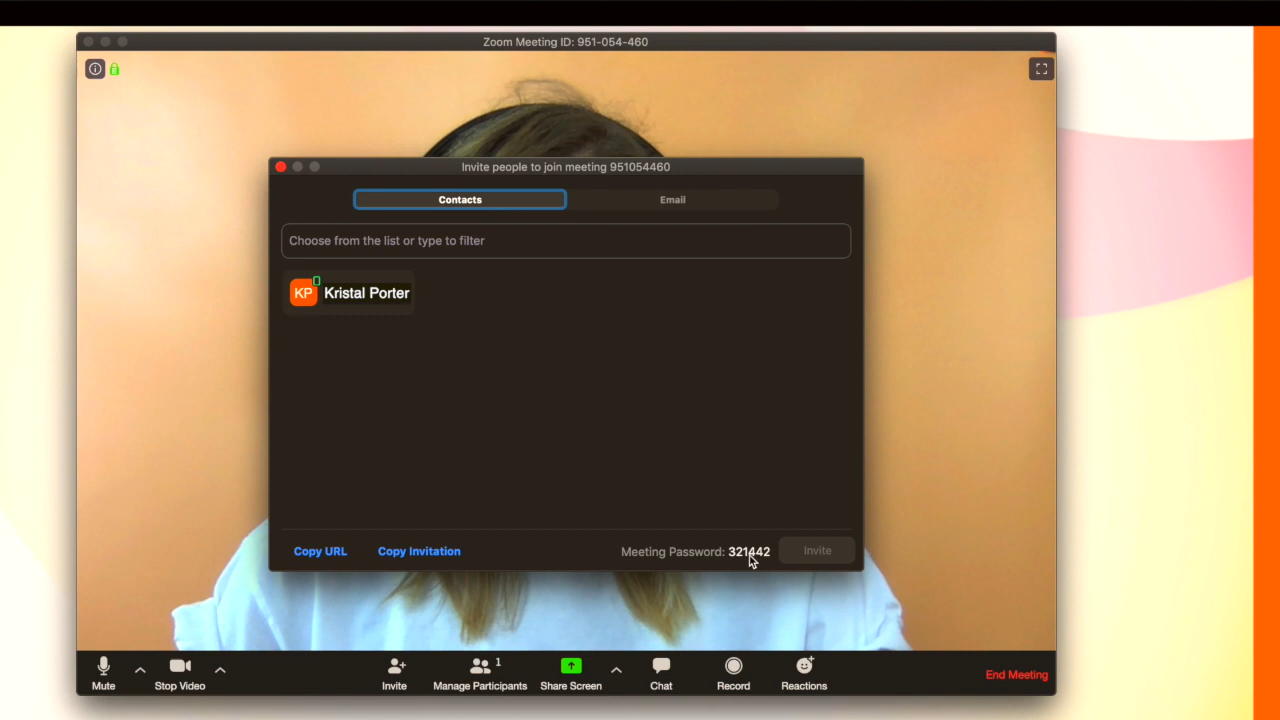 Zoom Meeting ID: 951-054-460
Invite people to join meeting 951054460
Contacts
Email
Choose from the list or type to filter
KP
Kristal Porter
Copy URL
Copy Invitation
Meeting Password: 321442
Invite
1
Mute
Stop Video
Invite
Manage Participants
Share Screen
Chat
Record
Reactions
End Meeting